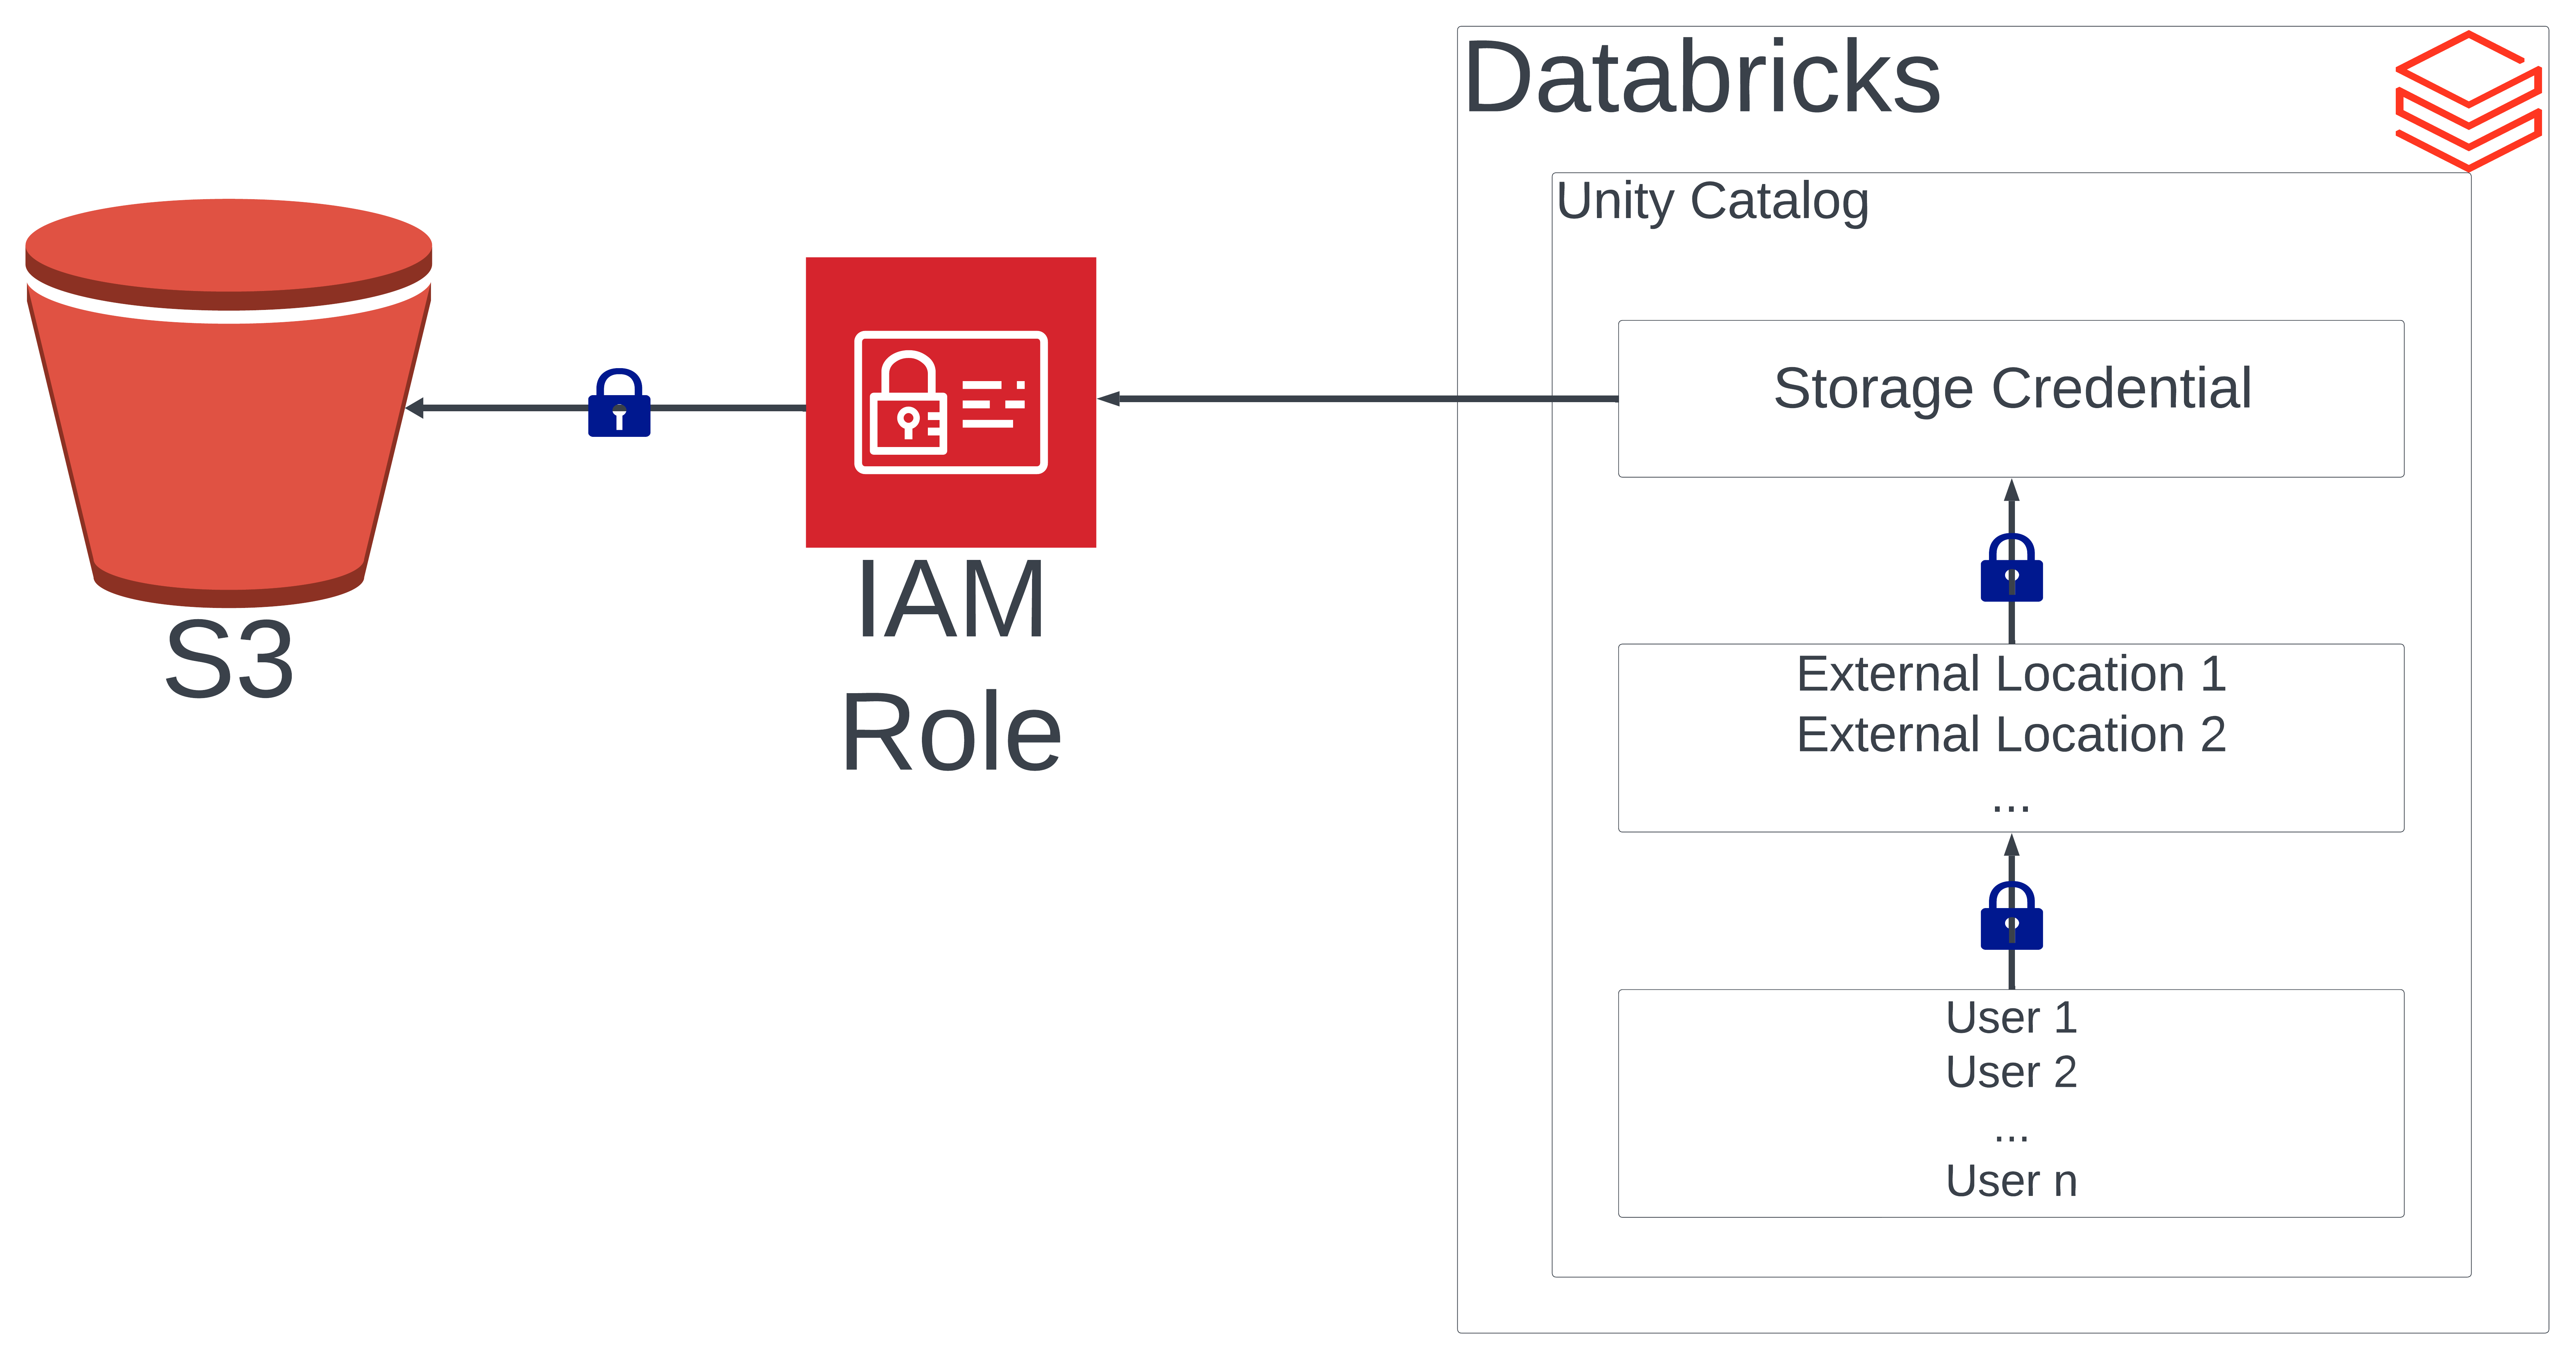 Databricks
Unity Catalog
Storage Credential
External Location 1
External Location 2
...
User 1
User 2
...
User n
S3
IAM
Role